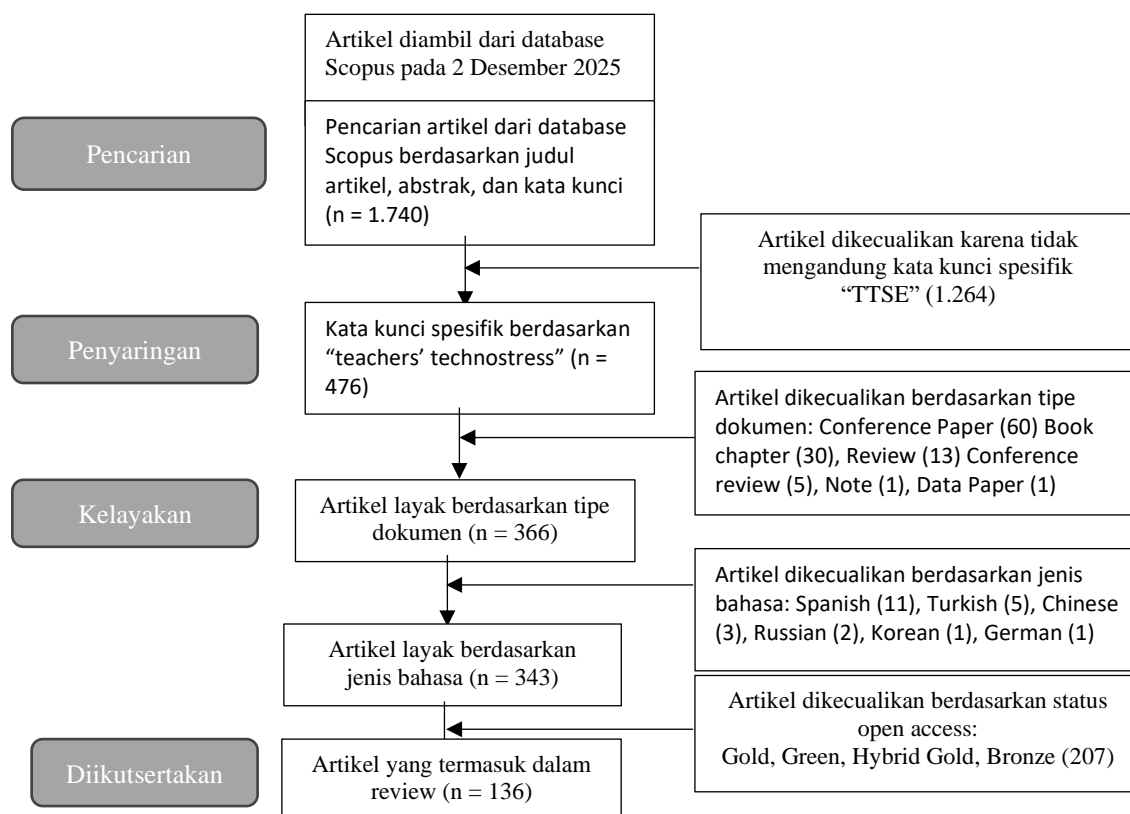 Artikel diambil dari database
Scopus pada 2 Desember 2025
Pencarian
Pencarian artikel dari database
Scopus berdasarkan judul
artikel, abstrak, dan kata kunci
(n = 1.740)
Artikel dikecualikan karena tidak
mengandung kata kunci spesifik
“TTSE” (1.264)
Penyaringan
Kata kunci spesifik berdasarkan
“teachers’ technostress” (n =
476)
Artikel dikecualikan berdasarkan tipe
dokumen: Conference Paper (60) Book
chapter (30), Review (13) Conference
review (5), Note (1), Data Paper (1)
Kelayakan
Artikel layak berdasarkan tipe
dokumen (n = 366)
Artikel dikecualikan berdasarkan jenis
bahasa: Spanish (11), Turkish (5), Chinese
(3), Russian (2), Korean (1), German (1)
Artikel layak berdasarkan
jenis bahasa (n = 343)
Artikel dikecualikan berdasarkan status
open access:
Gold, Green, Hybrid Gold, Bronze (207)
Diikutsertakan
Artikel yang termasuk dalam
review (n = 136)